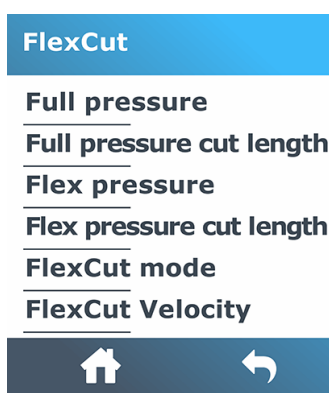 FlexCut
Full pressure
Full pressure cut length
Flex pressure
Flex pressure cut length
FlexCut mode
FlexCut Velocity